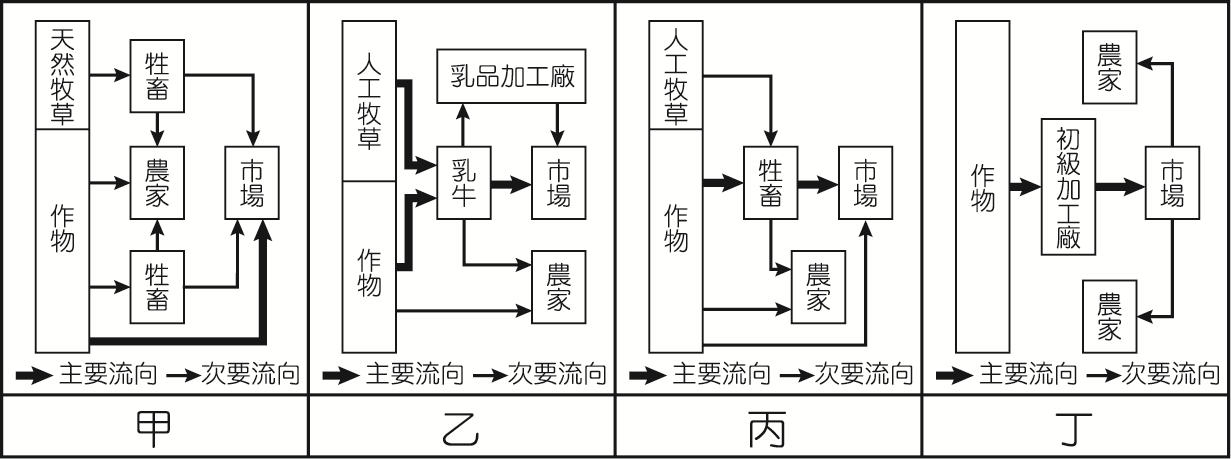 天然牧草
作物
牲畜
農家
牲畜
市場
主要流向 次要流向
甲
人工牧草
作物
乳品加工廠
乳牛
市場
農家
主要流向 次要流向
乙
人工牧草
作物
牲畜
市場
農家
主要流向 次要流向
丙
作物
初級加工廠
農家
市場
農家
主要流向 次要流向
丁